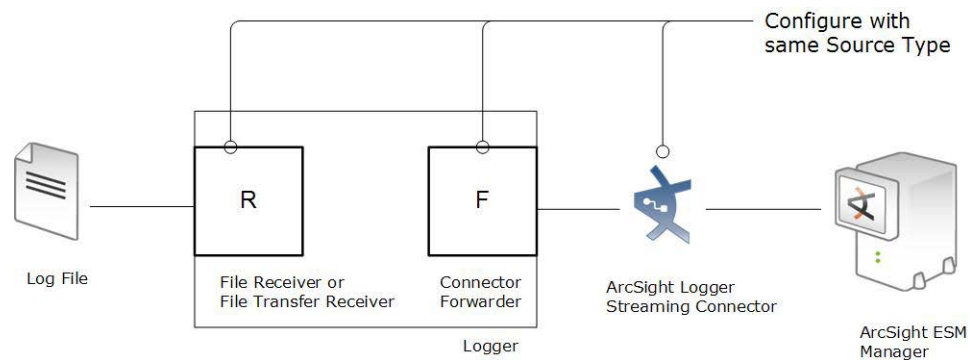 Configure with
same Source Type
R
F
Log File
File Receiver or
File Transfer Receiver
Connector
Forwarder
Logger
ArcSight Logger
Streaming Connector
ArcSight ESM
Manager